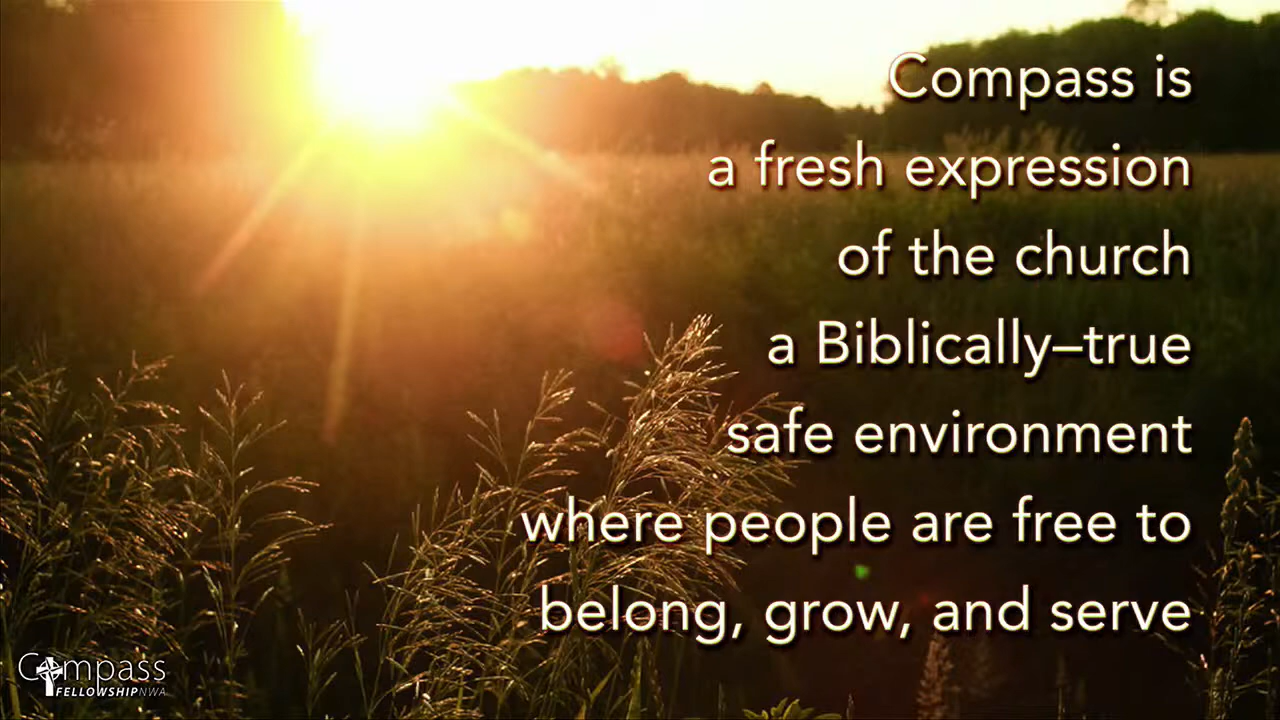 Compass is
a fresh expression
of the church
a Biblically–true
safe environment
where people are free to
belong, grow, and serve
Compass
FELLOWSHIPNWA